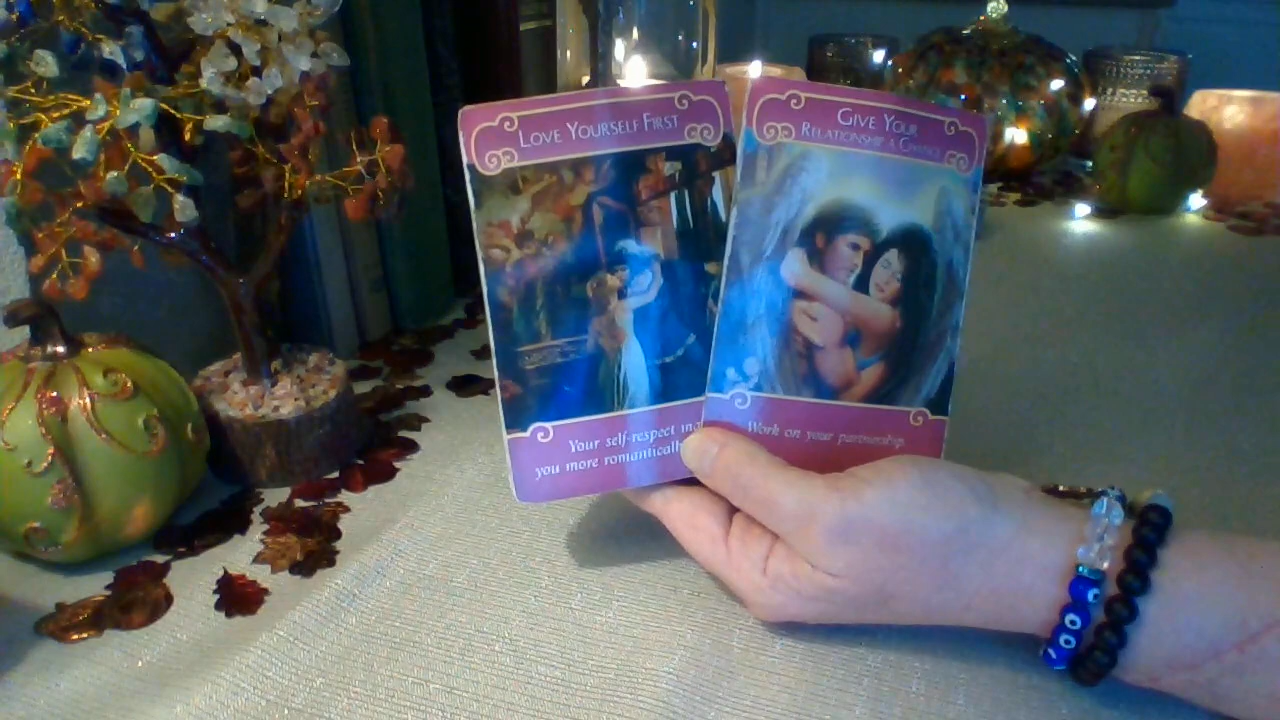 LOVE YOURSELF FIRST
Your self-respect
you more romantically
GIVE YOUR
RELATIONSHIP A CHANCE
Work on your partnership.